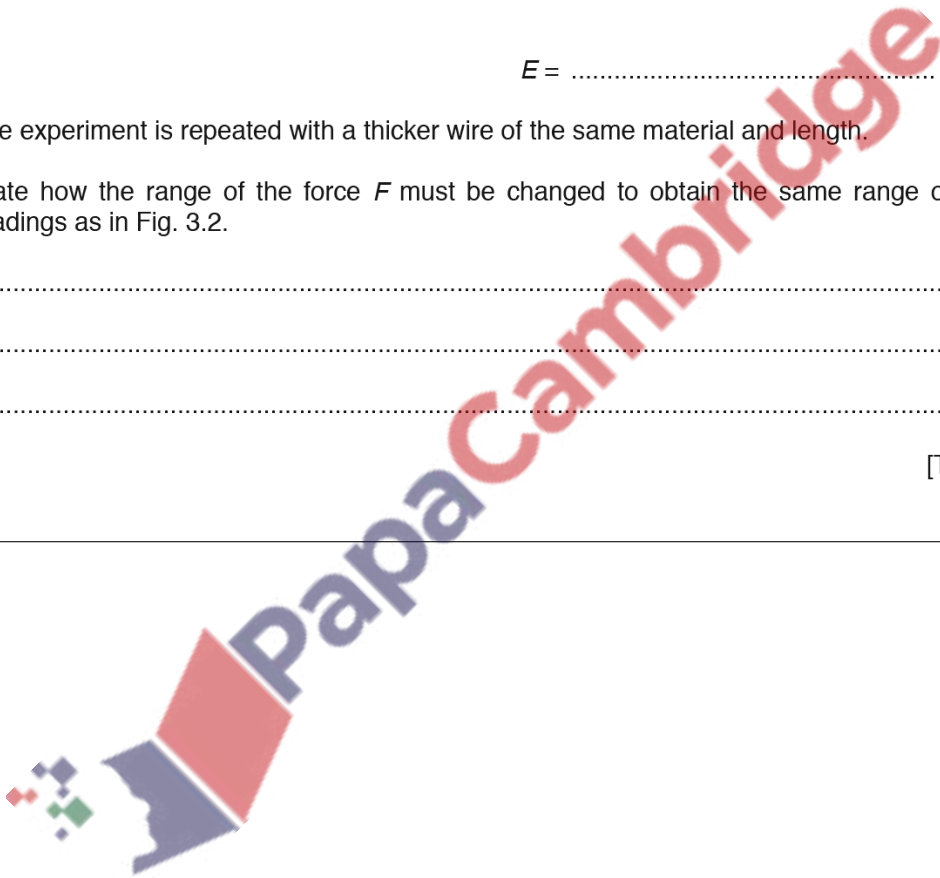 E = ..................................................
e experiment is repeated with a thicker wire of the same material and length.
ate how the range of the force F must be changed to obtain the same range o
adings as in Fig. 3.2.
[T
PapaCambridge